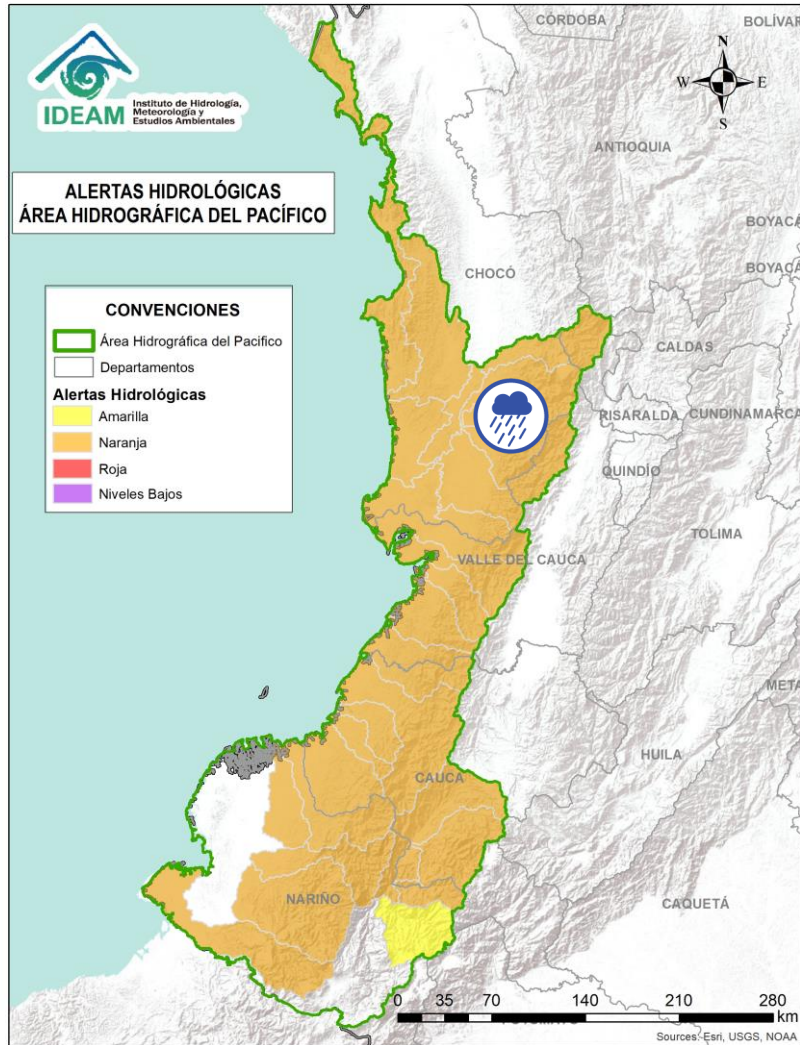 CÓRDOBA
BOLÍVAR
N
W
E
S
IDEAM
Instituto de Hidrología,
Meteorología y
Estudios Ambientales
ANTIOQUIA
ALERTAS HIDROLÓGICAS
ÁREA HIDROGRÁFICA DEL PACÍFICO
BOYACÁ
BOYACÁ
CHOCÓ
CONVENCIONES
Área Hidrográfica del Pacifico
Departamentos
Alertas Hidrológicas
Amarilla
Naranja
Roja
Niveles Bajos
CALDAS
RISARALDA
CUNDINAMARCA
QUINDÍO
TOLIMA
VALLE DEL CAUCA
META
HUILA
CAUCA
CAQUETÁ
NARIÑO
0 35 70 140 210 280
km
Sources: Esri, USGS, NOAA